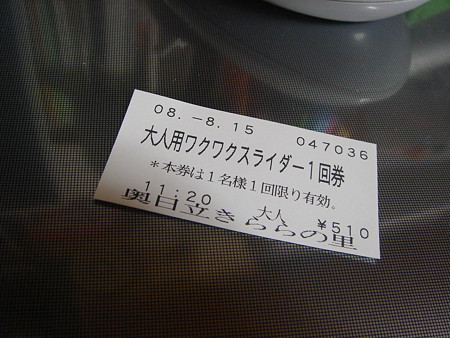 08.-8.15 047036
大人用ワクワクスライダー1回券
＊本券は1名様1回限り有効。
11:20 大人 ¥510
奥日立きららの里